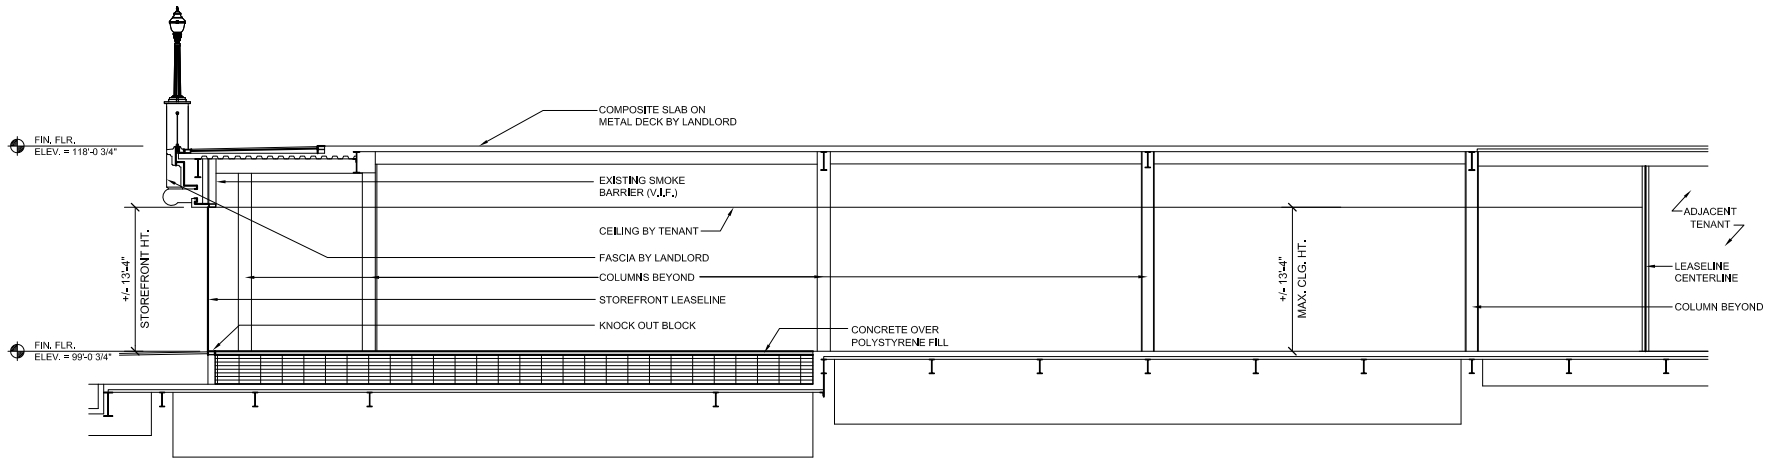 COMPOSITE SLAB ON
METAL DECK BY LANDLORD
FIN. FLR.
ELEV. = 118'-0 3/4"
EXISTING SMOKE
BARRIER (V.I.F.)
CEILING BY TENANT
FASCIA BY LANDLORD
COLUMNS BEYOND
STOREFRONT LEASELINE
KNOCK OUT BLOCK
+/- 13'-4"
STOREFRONT HT.
FIN. FLR.
ELEV. = 99'-0 3/4"
CONCRETE OVER
POLYSTYRENE FILL
+/- 13'-4"
MAX. CLG. HT.
ADJACENT
TENANT
LEASELINE
CENTERLINE
COLUMN BEYOND